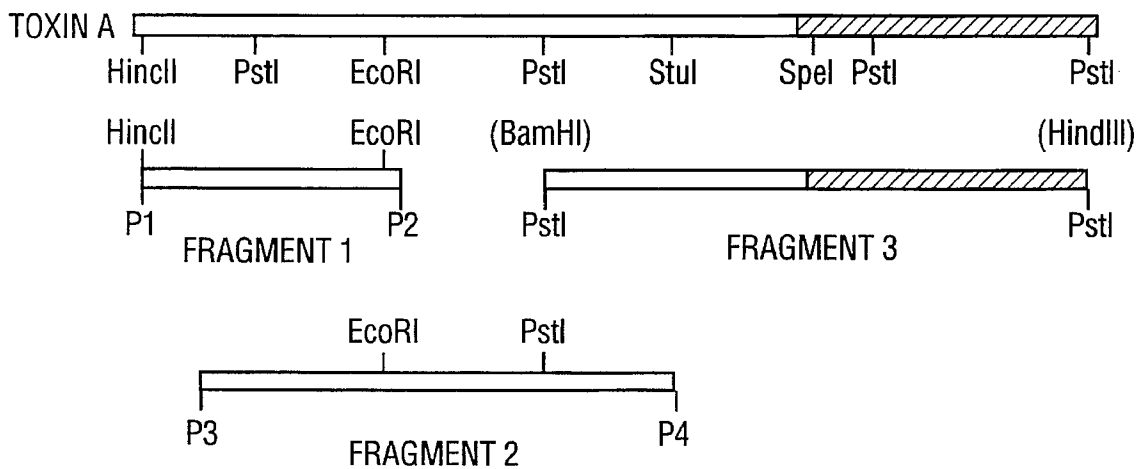 TOXIN A
HincII PstI EcoRI PstI StuI SpeI PstI PstI
HincII EcoRI (BamHI) (HindIII)
P1 P2 PstI PstI
FRAGMENT 1 FRAGMENT 3
EcoRI PstI
P3 P4
FRAGMENT 2